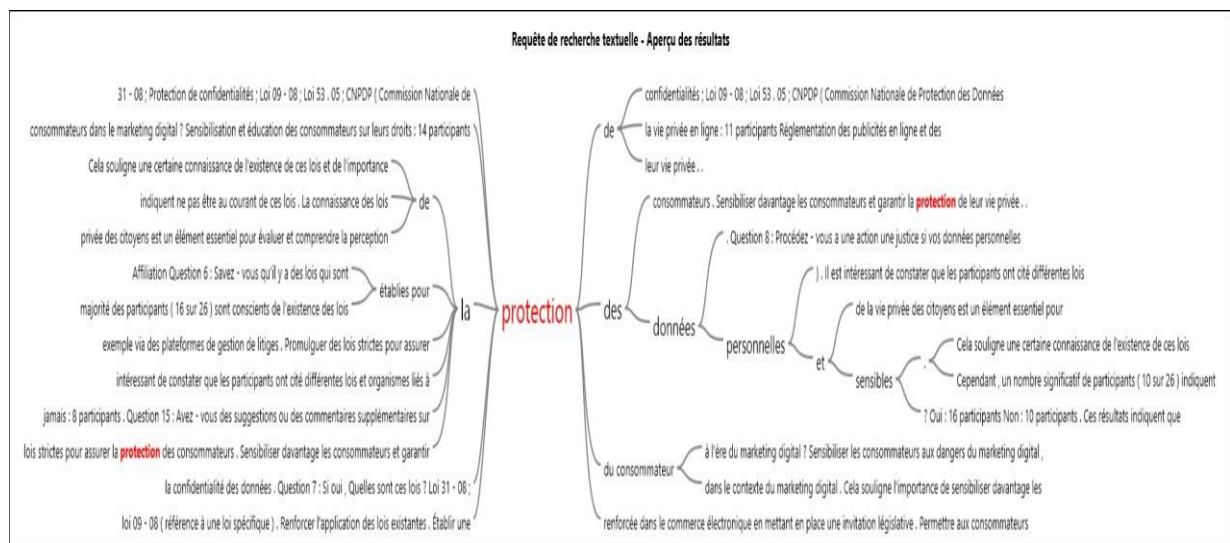 Requête de recherche textuelle - Aperçu des résultats
31 - 08 ; Protection de confidentialités ; Loi 09 - 08 ; Loi 53 . 05 ; CNPDP ( Commission Nationale de
consommateurs dans le marketing digital ? Sensibilisation et éducation des consommateurs sur leurs droits : 14 participants
Cela souligne une certaine connaissance de l'existence de ces lois et de l'importance
indiquent ne pas être au courant de ces lois . La connaissance des lois
privée des citoyens est un élément essentiel pour évaluer et comprendre la perception
de
Affiliation Question 6 : Savez - vous qu'il y a des lois qui sont
majorité des participants ( 16 sur 26 ) sont conscients de l'existence des lois
établies pour
exemple via des plateformes de gestion de litiges . Promulguer des lois strictes pour assurer
intéressant de constater que les participants ont cité différentes lois et organismes liés à
jamais : 8 participants . Question 15 : Avez - vous des suggestions ou des commentaires supplémentaires sur
lois strictes pour assurer la protection des consommateurs . Sensibiliser davantage les consommateurs et garantir
la
la confidentialité des données . Question 7 : Si oui , Quelles sont ces lois ? Loi 31 - 08 ;
loi 09 - 08 ( référence à une loi spécifique ) . Renforcer l'application des lois existantes . Établir une
protection
de
confidentialités ; Loi 09 - 08 ; Loi 53 . 05 ; CNPDP ( Commission Nationale de Protection des Données
la vie privée en ligne : 11 participants Réglementation des publicités en ligne et des
leur vie privée . .
des
consommateurs . Sensibiliser davantage les consommateurs et garantir la protection de leur vie privée . .
données
. Question 8 : Procédez - vous a une action une justice si vos données personnelles
personnelles
) . Il est intéressant de constater que les participants ont cité différentes lois
et
de la vie privée des citoyens est un élément essentiel pour
sensibles
.
Cela souligne une certaine connaissance de l'existence de ces lois
Cependant , un nombre significatif de participants ( 10 sur 26 ) indiquent
? Oui : 16 participants Non : 10 participants . Ces résultats indiquent que
du consommateur
à l'ère du marketing digital ? Sensibiliser les consommateurs aux dangers du marketing digital ,
dans le contexte du marketing digital . Cela souligne l'importance de sensibiliser davantage les
renforcée dans le commerce électronique en mettant en place une invitation législative . Permettre aux consommateurs